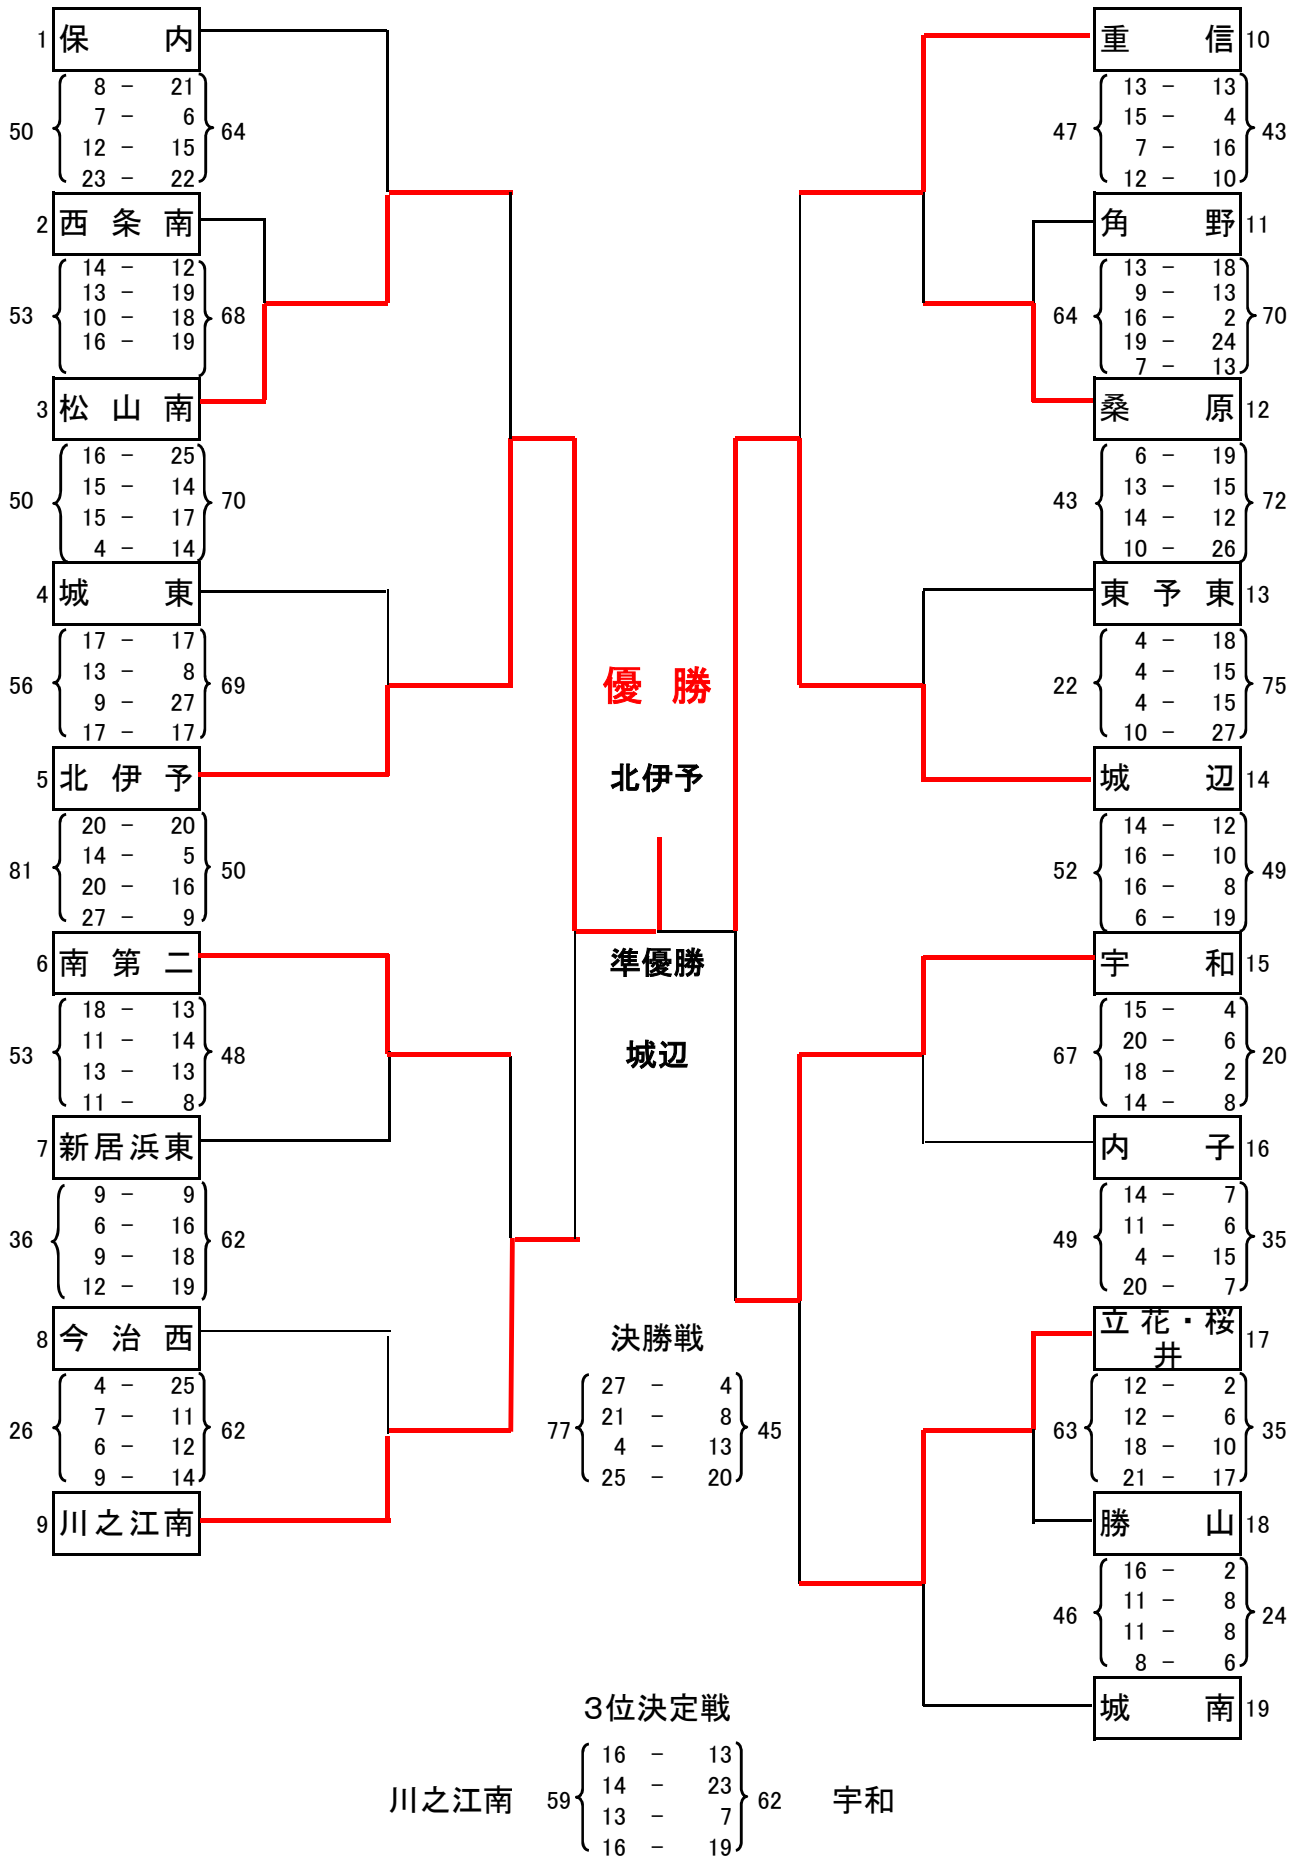 1 保 内
50 8 － 21 64
7 － 6
12 － 15
23 － 22
2 西 条 南
53 14 － 12 68
13 － 19
10 － 18
16 － 19
3 松 山 南
50 16 － 25 70
15 － 14
15 － 17
4 － 14
4 城 東
56 17 － 17 69
13 － 8
9 － 27
17 － 17
5 北 伊 予
81 20 － 20 50
14 － 5
20 － 16
27 － 9
6 南 第 二
53 18 － 13 48
11 － 14
13 － 13
11 － 8
7 新居浜東
36 9 － 9 62
6 － 16
9 － 18
12 － 19
8 今 治 西
26 4 － 25 62
7 － 11
6 － 12
9 － 14
9 川之江南
優 勝
北伊予
準優勝
城辺
決勝戦
77 27 － 4 45
21 － 8
4 － 13
25 － 20
重 信 10
47 13 － 13 43
15 － 4
7 － 16
12 － 10
角 野 11
64 13 － 18 70
9 － 13
16 － 2
19 － 24
7 － 13
桑 原 12
43 6 － 19 72
13 － 15
14 － 12
10 － 26
東 予 東 13
22 4 － 18 75
4 － 15
4 － 15
10 － 27
城 辺 14
52 14 － 12 49
16 － 10
16 － 8
6 － 19
宇 和 15
67 15 － 4 20
20 － 6
18 － 2
14 － 8
内 子 16
49 14 － 7 35
11 － 6
4 － 15
20 － 7
立花・桜 17
井
63 12 － 2 35
12 － 6
18 － 10
21 － 17
勝 山 18
46 16 － 2 24
11 － 8
11 － 8
8 － 6
城 南 19
３位決定戦
川之江南 59 16 － 13 62 宇和
14 － 23
13 － 7
16 － 19